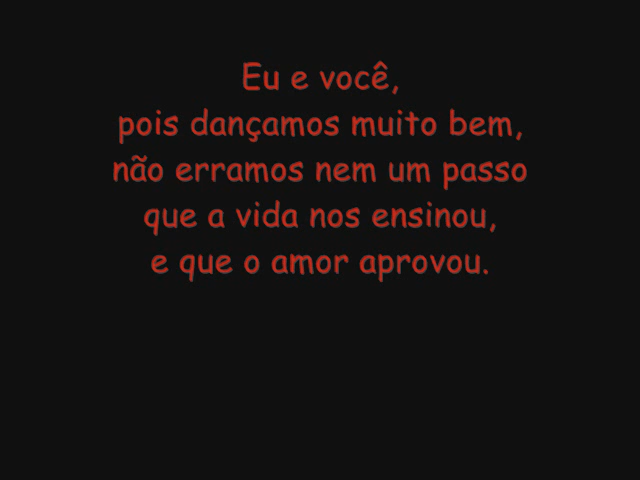 Eu e você,
pois dançamos muito bem,
não erramos nem um passo
que a vida nos ensinou,
e que o amor aprovou.